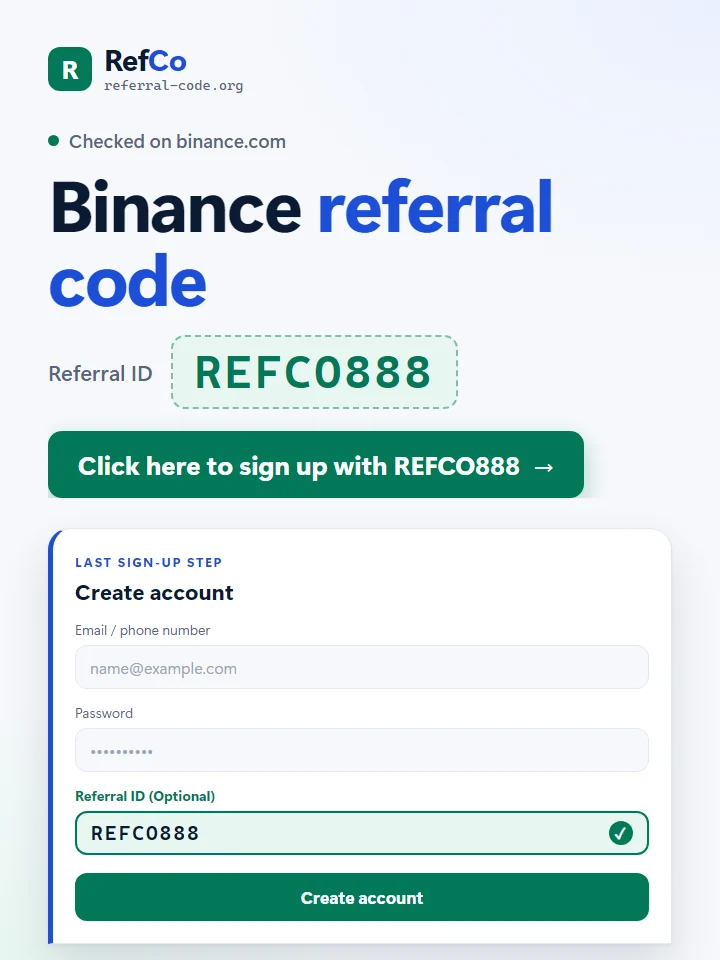 R
RefCo
referral-code.org
Checked on binance.com
Binance referral
code
Referral ID
REFCO888
Click here to sign up with REFCO888 →
LAST SIGN-UP STEP
Create account
Email / phone number
name@example.com
Password
••••••••••
Referral ID (Optional)
REFCO888
Create account